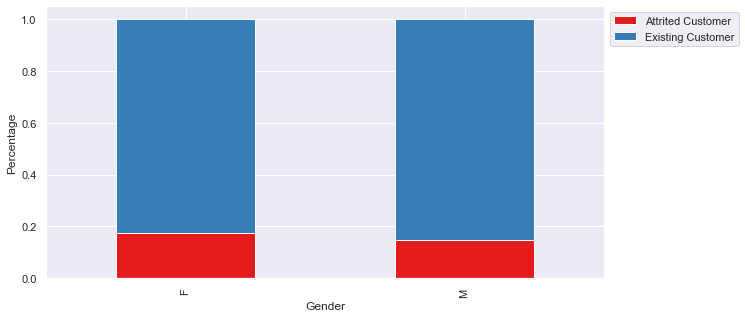 Attrited Customer
Existing Customer
Percentage
1.0
0.8
0.6
0.4
0.2
0.0
F
M
Gender